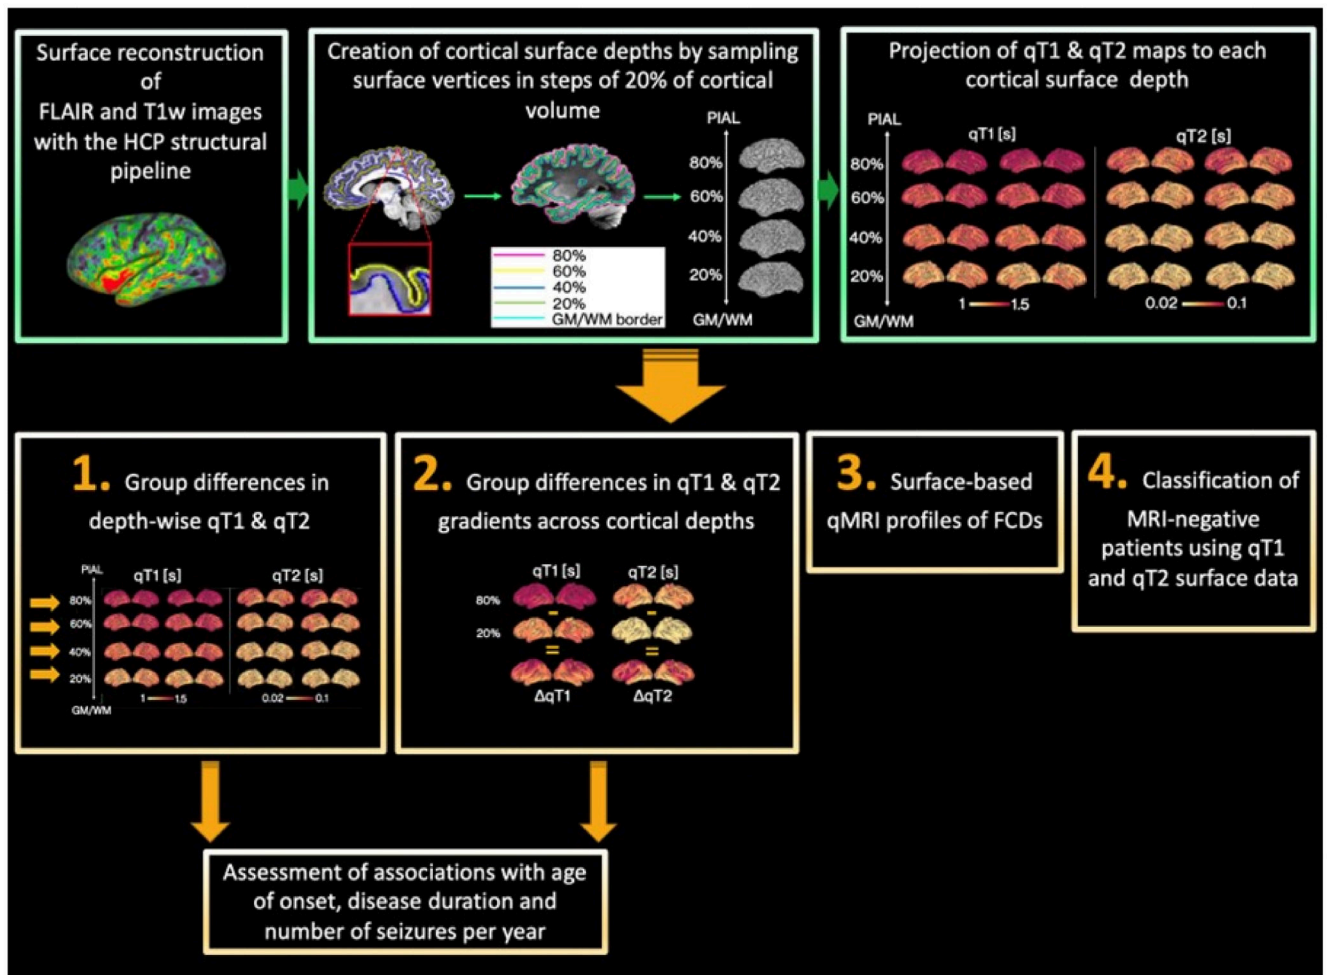 Surface reconstruction
of
FLAIR and T1w images
with the HCP structural
pipeline
Creation of cortical surface depths by sampling
surface vertices in steps of 20% of cortical
volume
PIAL
80%
60%
40%
20%
GM/WM
80%
60%
40%
20%
GM/WM border
Projection of qT1 & qT2 maps to each
cortical surface depth
PIAL
qT1 [s]
qT2 [s]
80%
60%
40%
20%
1
1.5
0.02
0.1
GM/WM
1. Group differences in
depth-wise qT1 & qT2
PIAL
qT1 [s]
qT2 [s]
80%
60%
40%
20%
1
1.5
0.02
0.1
GM/WM
2. Group differences in qT1 & qT2
gradients across cortical depths
qT1 [s]
qT2 [s]
80%
- -
20%
= =
ΔqT1
ΔqT2
3. Surface-based
qMRI profiles of FCDs
4. Classification of
MRI-negative
patients using qT1
and qT2 surface data
Assessment of associations with age
of onset, disease duration and
number of seizures per year